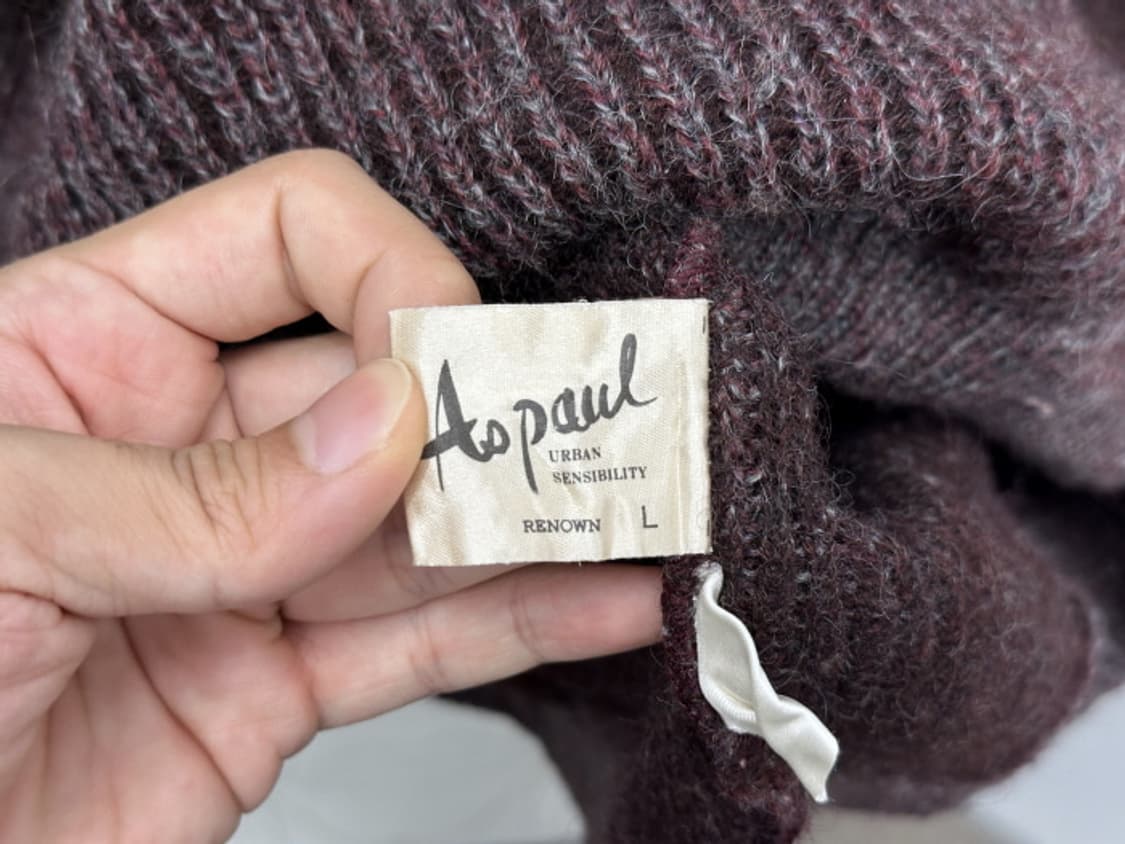 Aspaul
URBAN
SENSIBILITY
RENOWN L